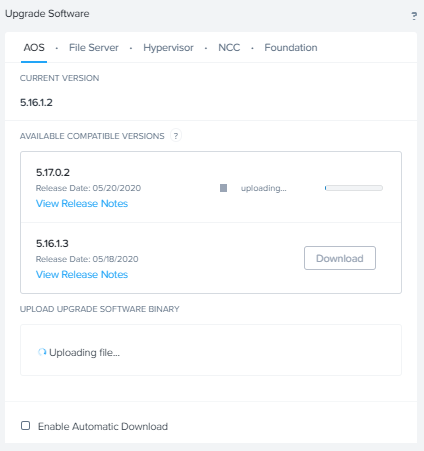 Upgrade Software
?
AOS · File Server · Hypervisor · NCC · Foundation
CURRENT VERSION
5.16.1.2
AVAILABLE COMPATIBLE VERSIONS ?
5.17.0.2
Release Date: 05/20/2020
uploading...
View Release Notes
5.16.1.3
Release Date: 05/18/2020
Download
View Release Notes
UPLOAD UPGRADE SOFTWARE BINARY
Uploading file...
Enable Automatic Download